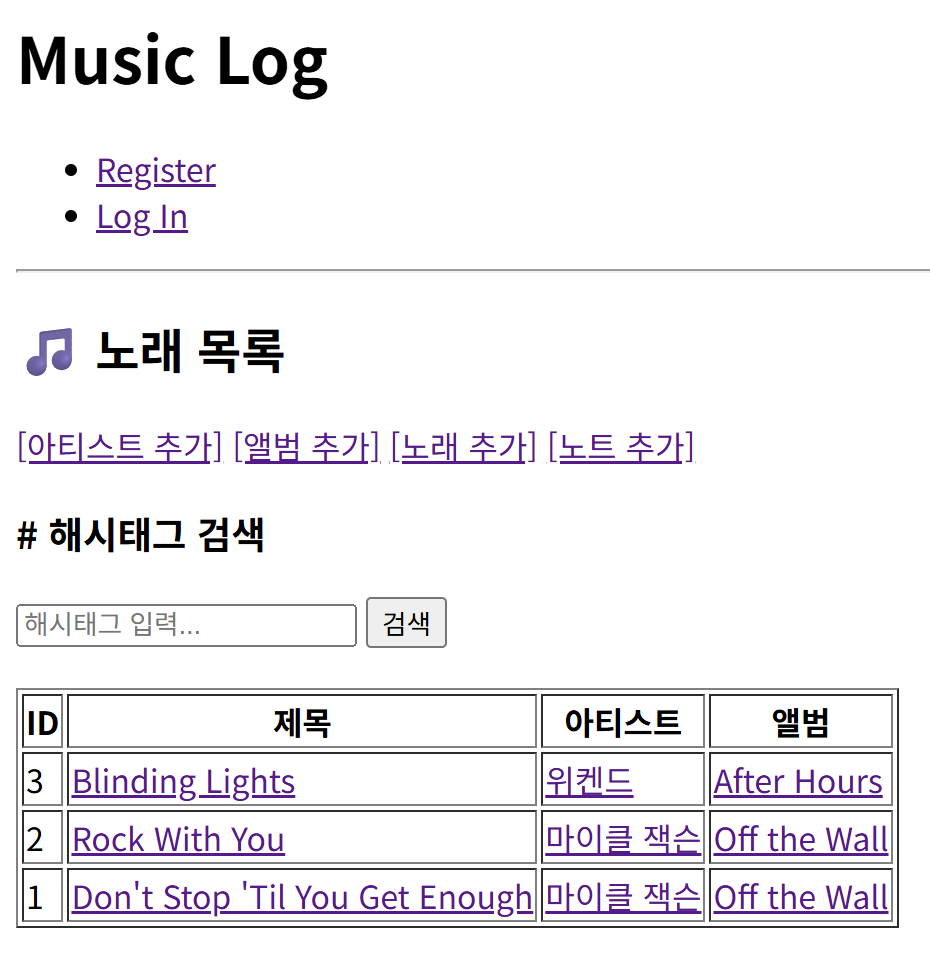 Music Log
Register
Log In
🎵 노래 목록
[아티스트 추가] [앨범 추가] [노래 추가] [노트 추가]
# 해시태그 검색
해시태그 입력... 검색
ID 제목 아티스트 앨범
3 Blinding Lights 위켄드 After Hours
2 Rock With You 마이클 잭슨 Off the Wall
1 Don't Stop 'Til You Get Enough 마이클 잭슨 Off the Wall